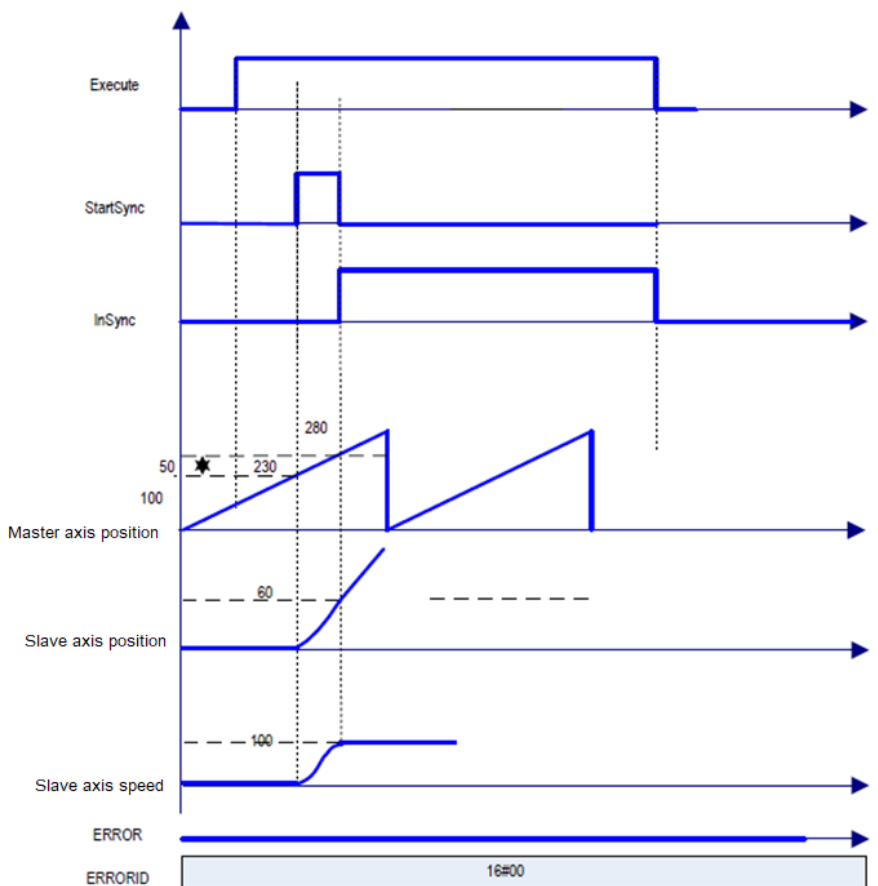 Execute
StartSync
InSync
280
50
230
100
Master axis position
60
Slave axis position
100
Slave axis speed
ERROR
16#00
ERRORID